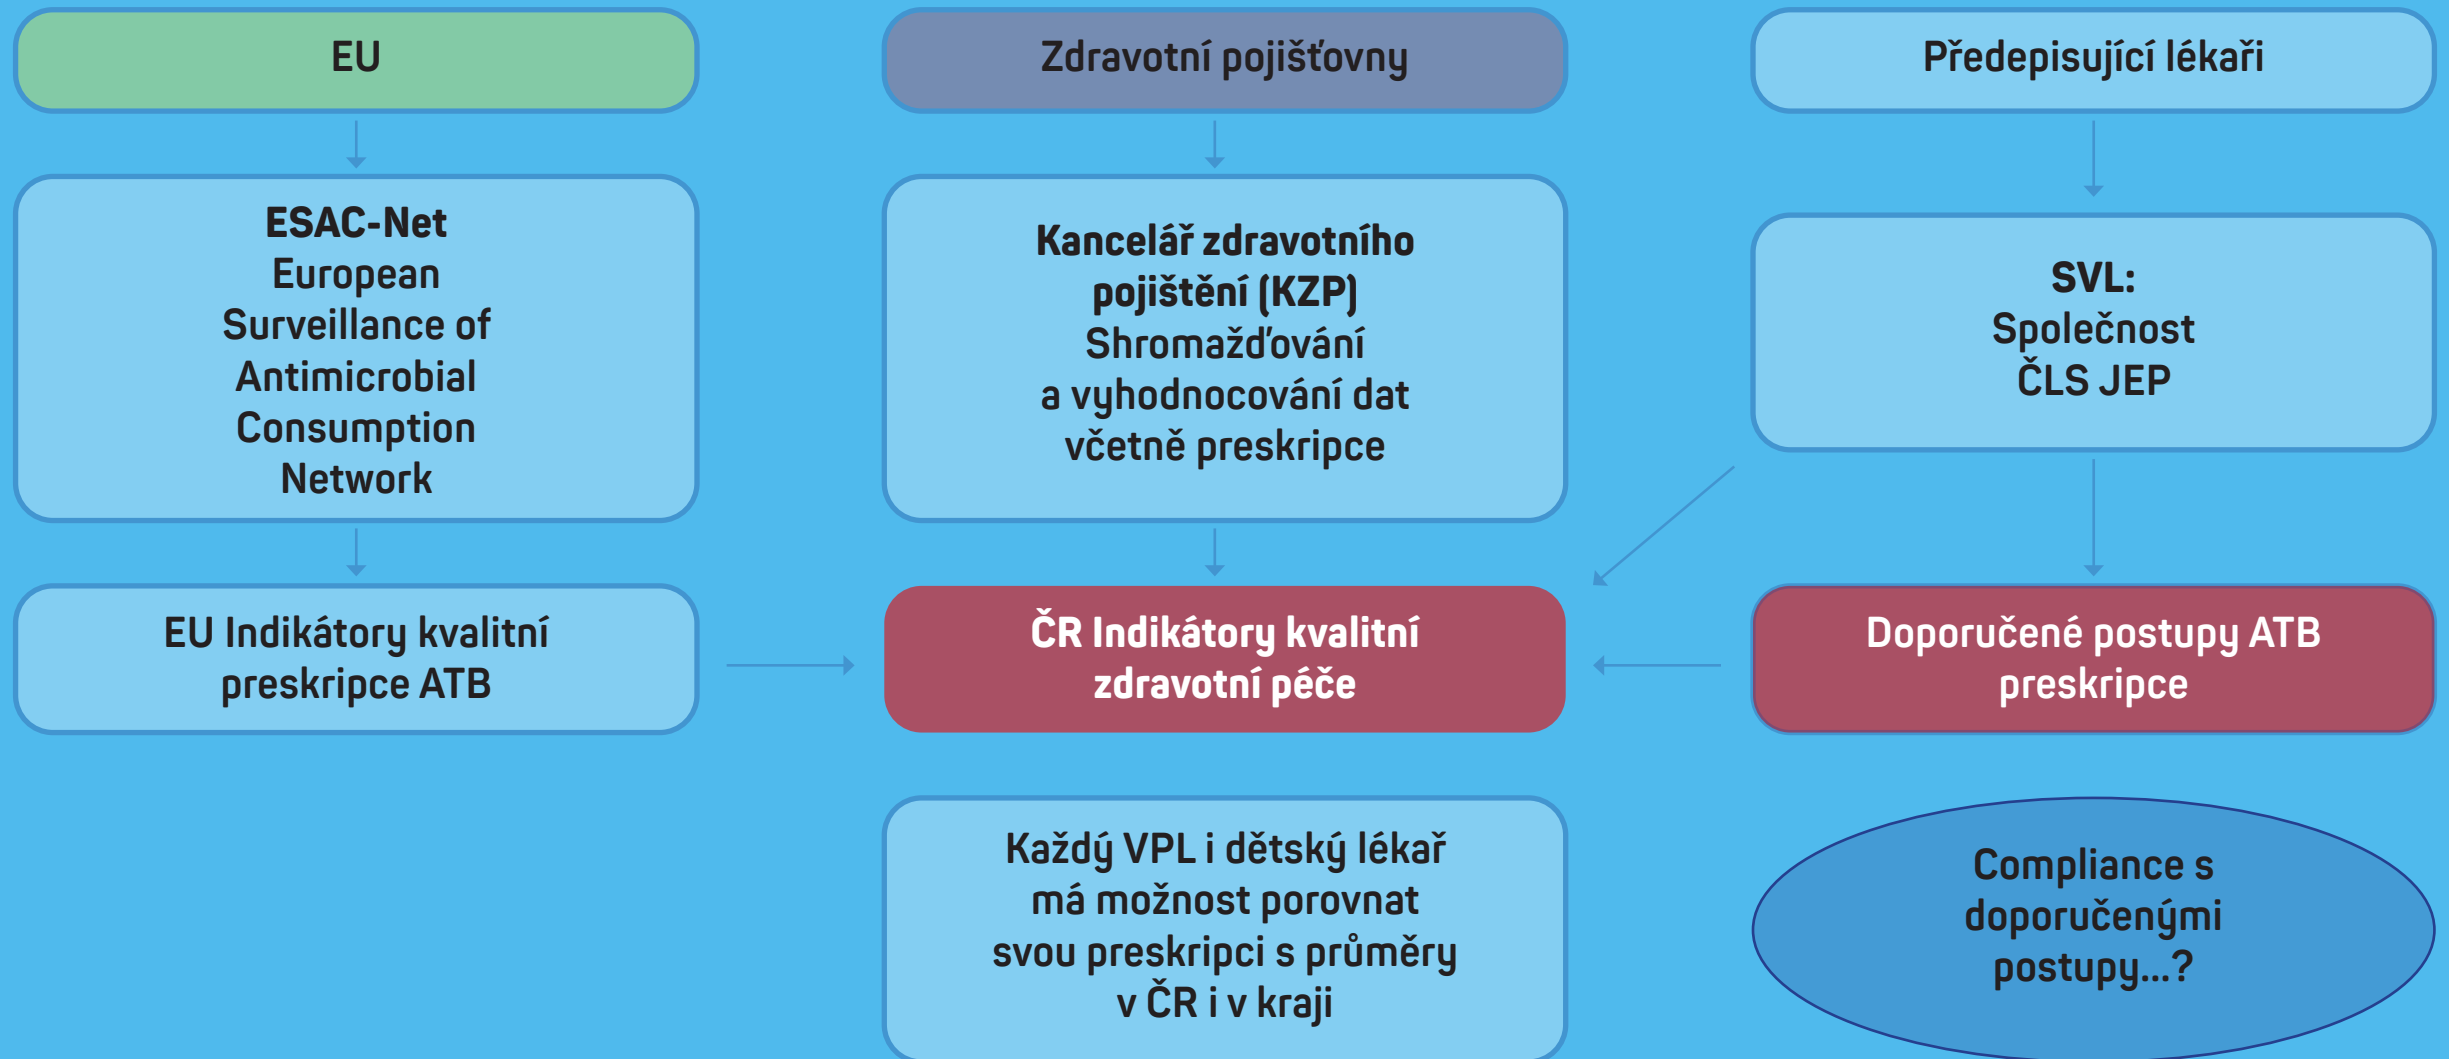 EU
ESAC-Net
European
Surveillance of
Antimicrobial
Consumption
Network
EU Indikátory kvalitní
preskripce ATB
Zdravotní pojišťovny
Kancelář zdravotního
pojištění (KZP)
Shromažďování
a vyhodnocování dat
včetně preskripce
ČR Indikátory kvalitní
zdravotní péče
Každý VPL i dětský lékař
má možnost porovnat
svou preskripci s průměry
v ČR i v kraji
Předepisující lékaři
SVL:
Společnost
ČLS JEP
Doporučené postupy ATB
preskripce
Compliance s
doporučenými
postupy...?